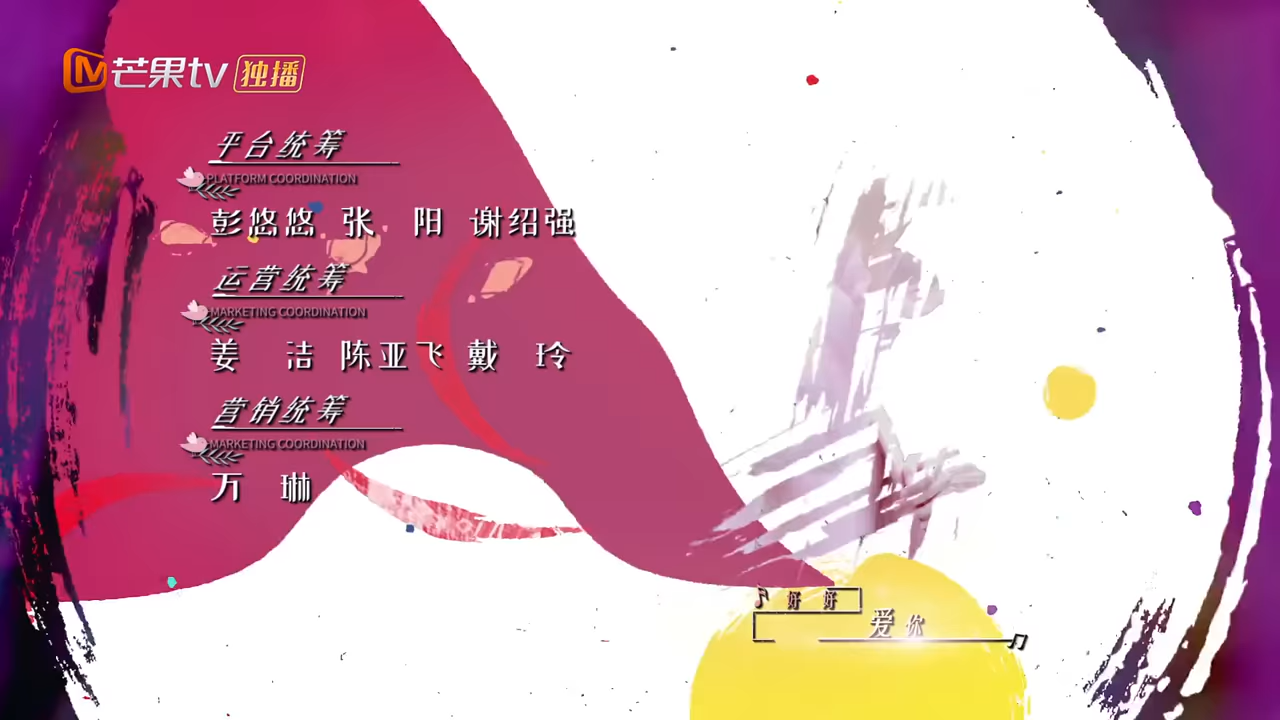 芒果tv 独播
平台统筹
PLATFORM COORDINATION
彭悠悠 张 阳 谢绍强
运营统筹
MARKETING COORDINATION
姜 洁 陈亚飞 戴 玲
营销统筹
MARKETING COORDINATION
万 琳
好 好
爱 你